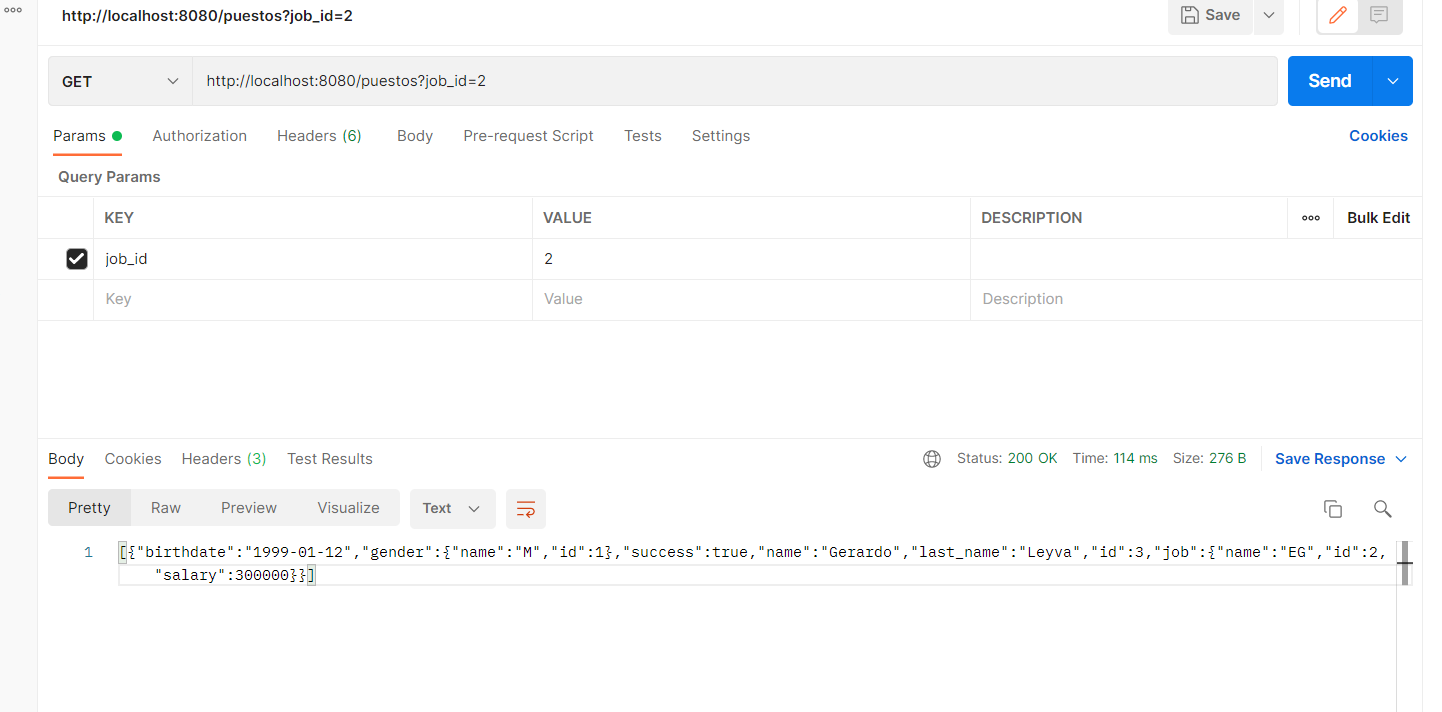 http://localhost:8080/puestos?job_id=2
Save
GET
http://localhost:8080/puestos?job_id=2
Send
Params
Authorization
Headers (6)
Body
Pre-request Script
Tests
Settings
Cookies
Query Params
KEY
VALUE
DESCRIPTION
Bulk Edit
job_id
2
Key
Value
Description
Body
Cookies
Headers (3)
Test Results
Status: 200 OK
Time: 114 ms
Size: 276 B
Save Response
Pretty
Raw
Preview
Visualize
Text
1
[{"birthdate":"1999-01-12","gender":{"name":"M","id":1},"success":true,"name":"Gerardo","last_name":"Leyva","id":3,"job":{"name":"EG","id":2,
"salary":300000}}]